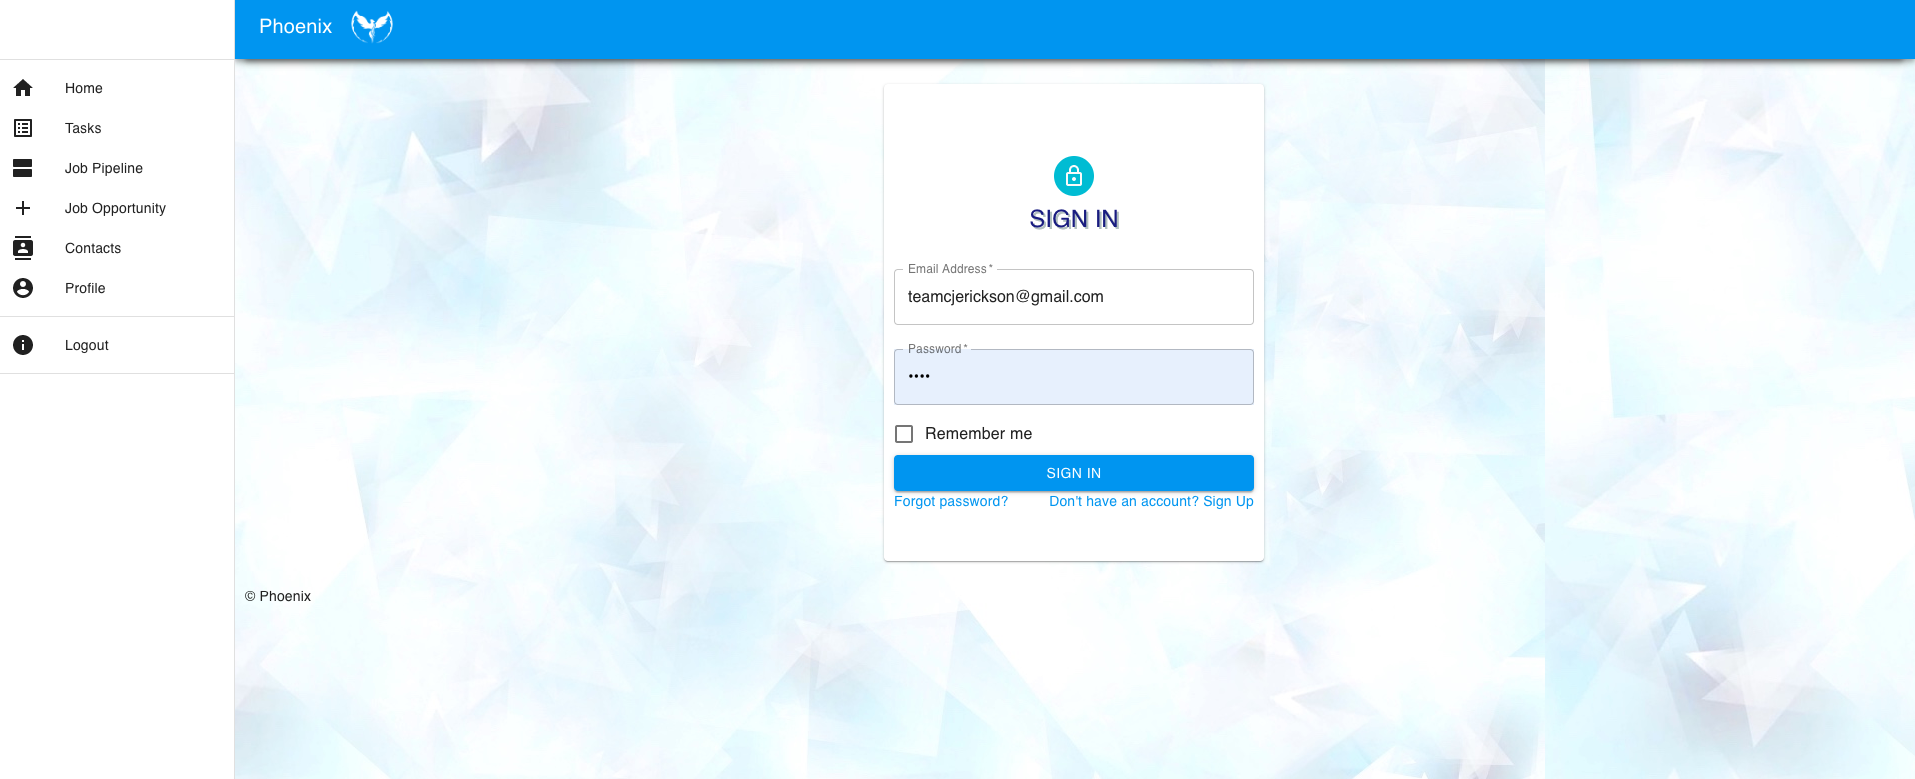 Phoenix
Home
Tasks
Job Pipeline
Job Opportunity
Contacts
Profile
Logout
SIGN IN
Email Address *
teamcjerickson@gmail.com
Password *
••••
Remember me
SIGN IN
Forgot password?
Don't have an account? Sign Up
© Phoenix